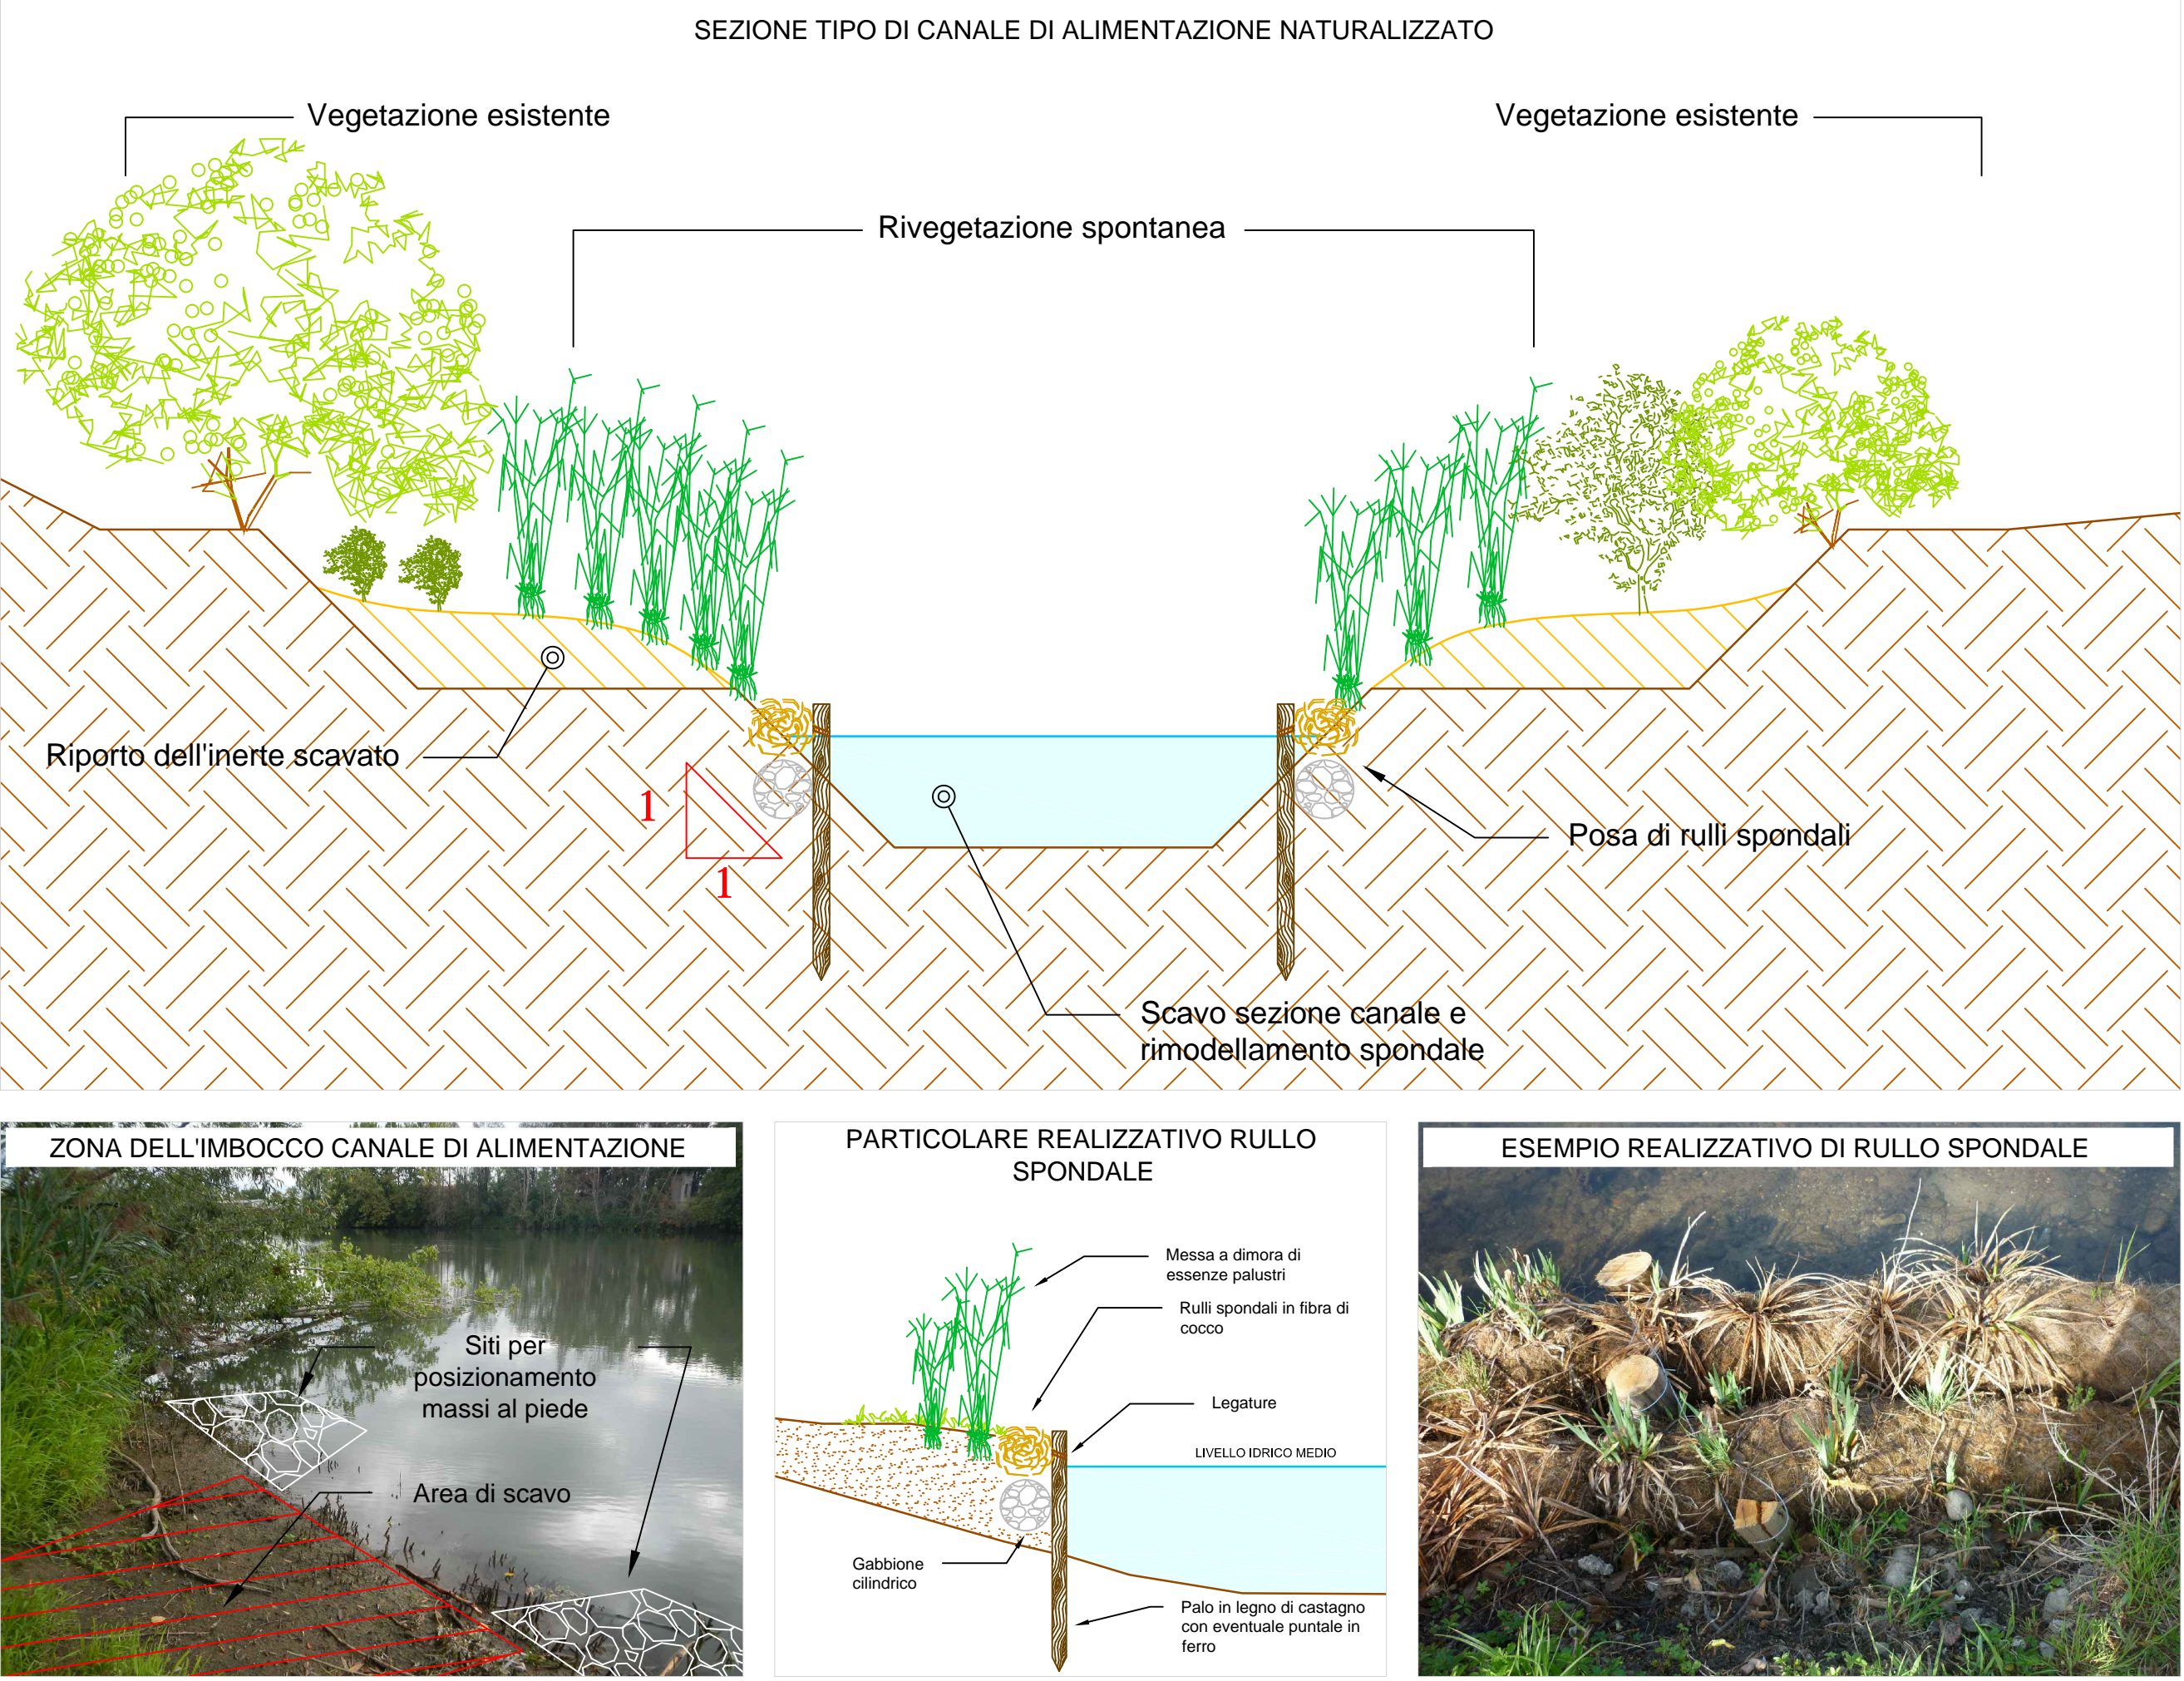 SEZIONE TIPO DI CANALE DI ALIMENTAZIONE NATURALIZZATO
Vegetazione esistente
Vegetazione esistente
Rivegetazione spontanea
Riporto dell'inerte scavato
1
1
Posa di rulli spondali
Scavo sezione canale e
rimodellamento spondale
ZONA DELL'IMBOCCO CANALE DI ALIMENTAZIONE
Siti per
posizionamento
massi al piede
Area di scavo
PARTICOLARE REALIZZATIVO RULLO
SPONDALE
Messa a dimora di
essenze palustri
Rulli spondali in fibra di
cocco
Legature
LIVELLO IDRICO MEDIO
Gabbione
cilindrico
Palo in legno di castagno
con eventuale puntale in
ferro
ESEMPIO REALIZZATIVO DI RULLO SPONDALE